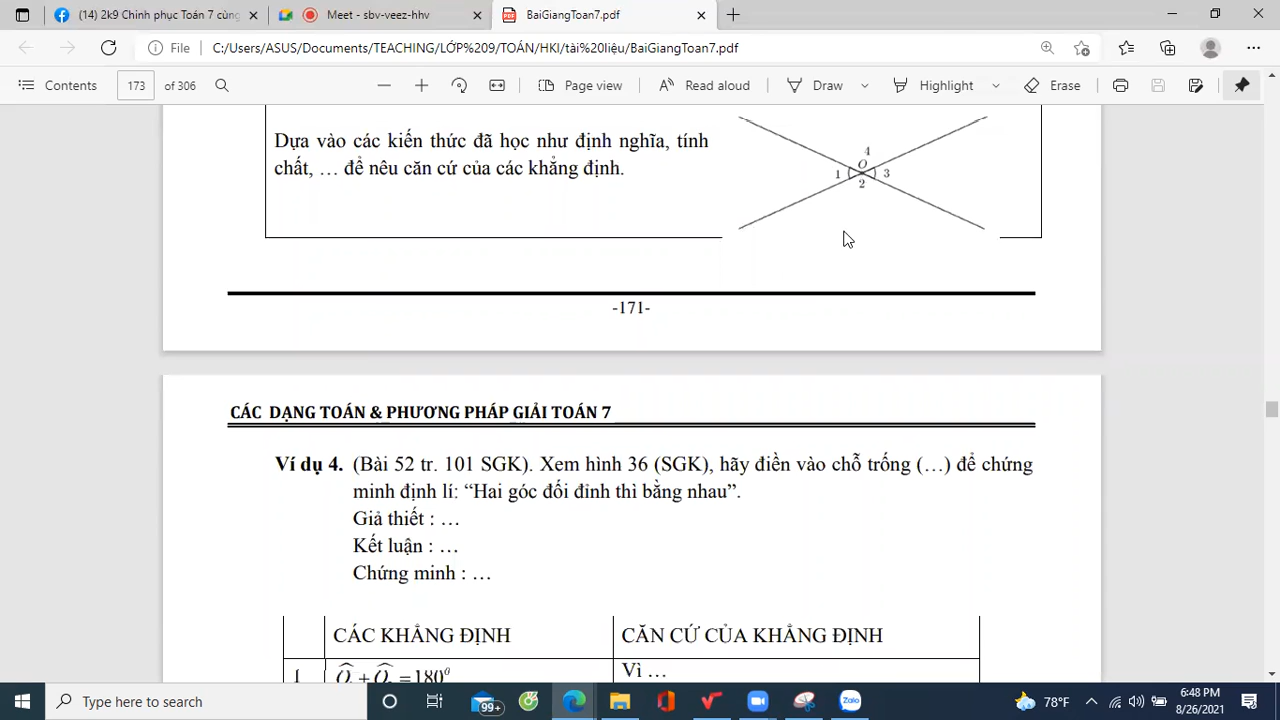 (14) 2k9 Chinh phục Toán 7 cùng
Meet - sbv-veez-hhv
BaiGiangToan7.pdf
File
C:/Users/ASUS/Documents/TEACHING/LỚP%209/TOÁN/HKI/tài%20liệu/BaiGiangToan7.pdf
Contents
173
of 306
Page view
Read aloud
Draw
Highlight
Erase
Dựa vào các kiến thức đã học như định nghĩa, tính
chất, … để nêu căn cứ của các khẳng định.
4
O
1
3
2
-171-
CÁC DẠNG TOÁN & PHƯƠNG PHÁP GIẢI TOÁN 7
Ví dụ 4. (Bài 52 tr. 101 SGK). Xem hình 36 (SGK), hãy điền vào chỗ trống (…) để chứng
minh định lí: “Hai góc đối đỉnh thì bằng nhau”.
Giả thiết : …
Kết luận : …
Chứng minh : …
CÁC KHẲNG ĐỊNH
CĂN CỨ CỦA KHẲNG ĐỊNH
1
Vì …
Type here to search
99+
Zalo
78°F
6:48 PM
8/26/2021